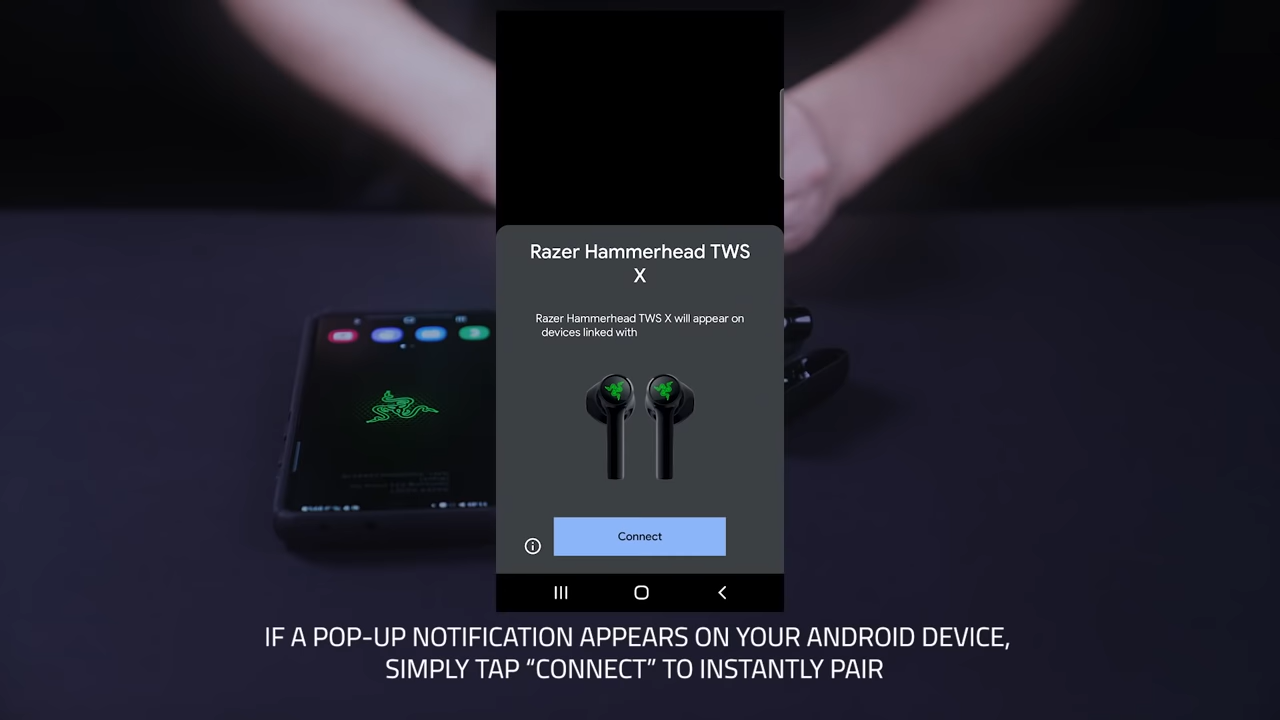 Razer Hammerhead TWS
X
Razer Hammerhead TWS X will appear on
devices linked with
Connect
IF A POP-UP NOTIFICATION APPEARS ON YOUR ANDROID DEVICE,
SIMPLY TAP “CONNECT” TO INSTANTLY PAIR